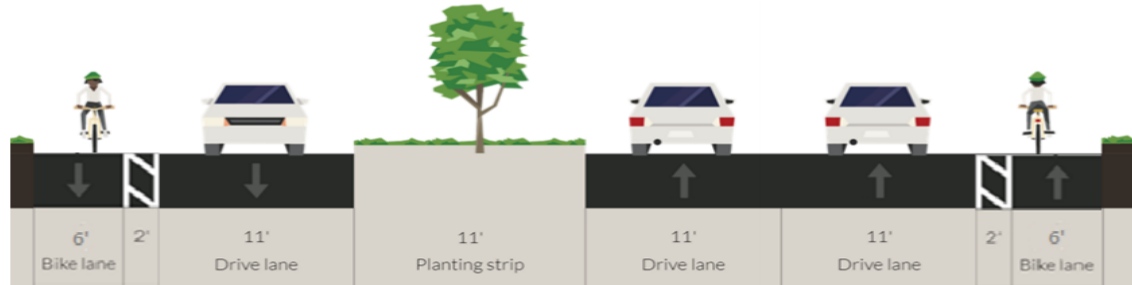 6' 2' 11' 11' 11' 11' 2' 6'
Bike lane Drive lane Planting strip Drive lane Drive lane Bike lane